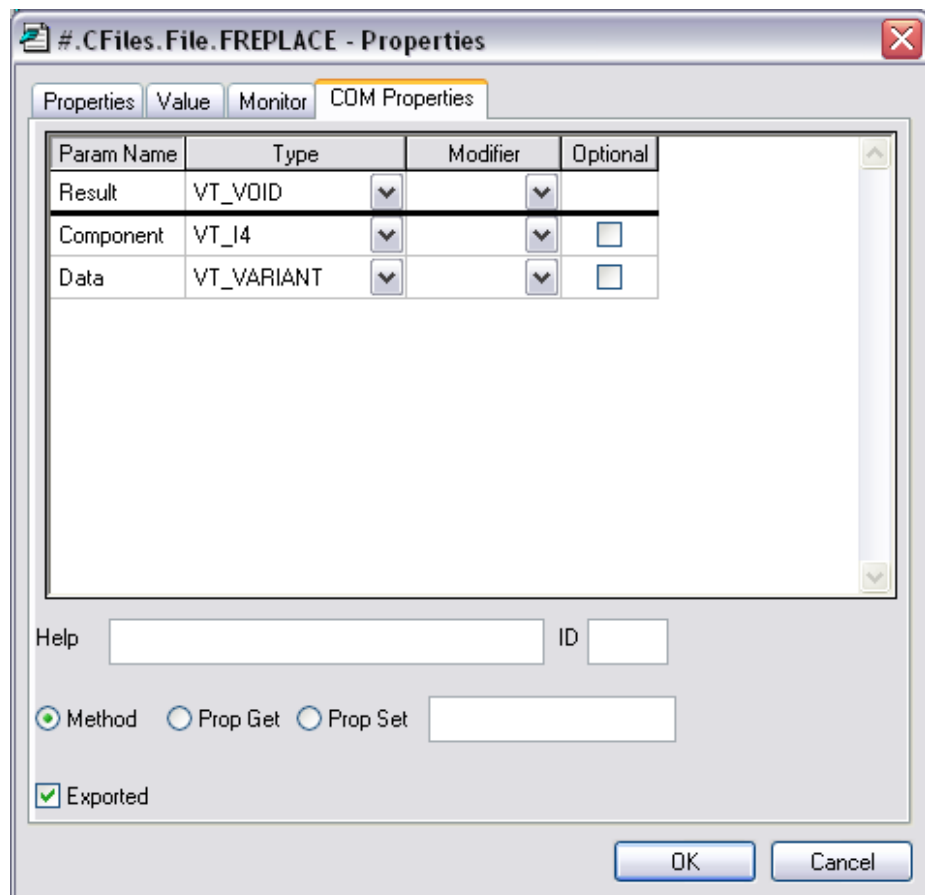 #.CFiles.File.FREPLACE - Properties
Properties Value Monitor COM Properties
Param Name Type Modifier Optional
Result VT_VOID
Component VT_I4
Data VT_VARIANT
Help ID
Method Prop Get Prop Set
Exported
OK Cancel